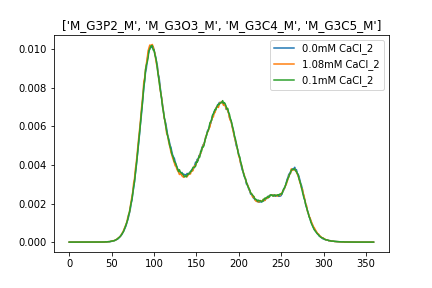 ['M_G3P2_M', 'M_G3O3_M', 'M_G3C4_M', 'M_G3C5_M']
0.0mM CaCl_2
1.08mM CaCl_2
0.1mM CaCl_2
0.010
0.008
0.006
0.004
0.002
0.000
0 50 100 150 200 250 300 350